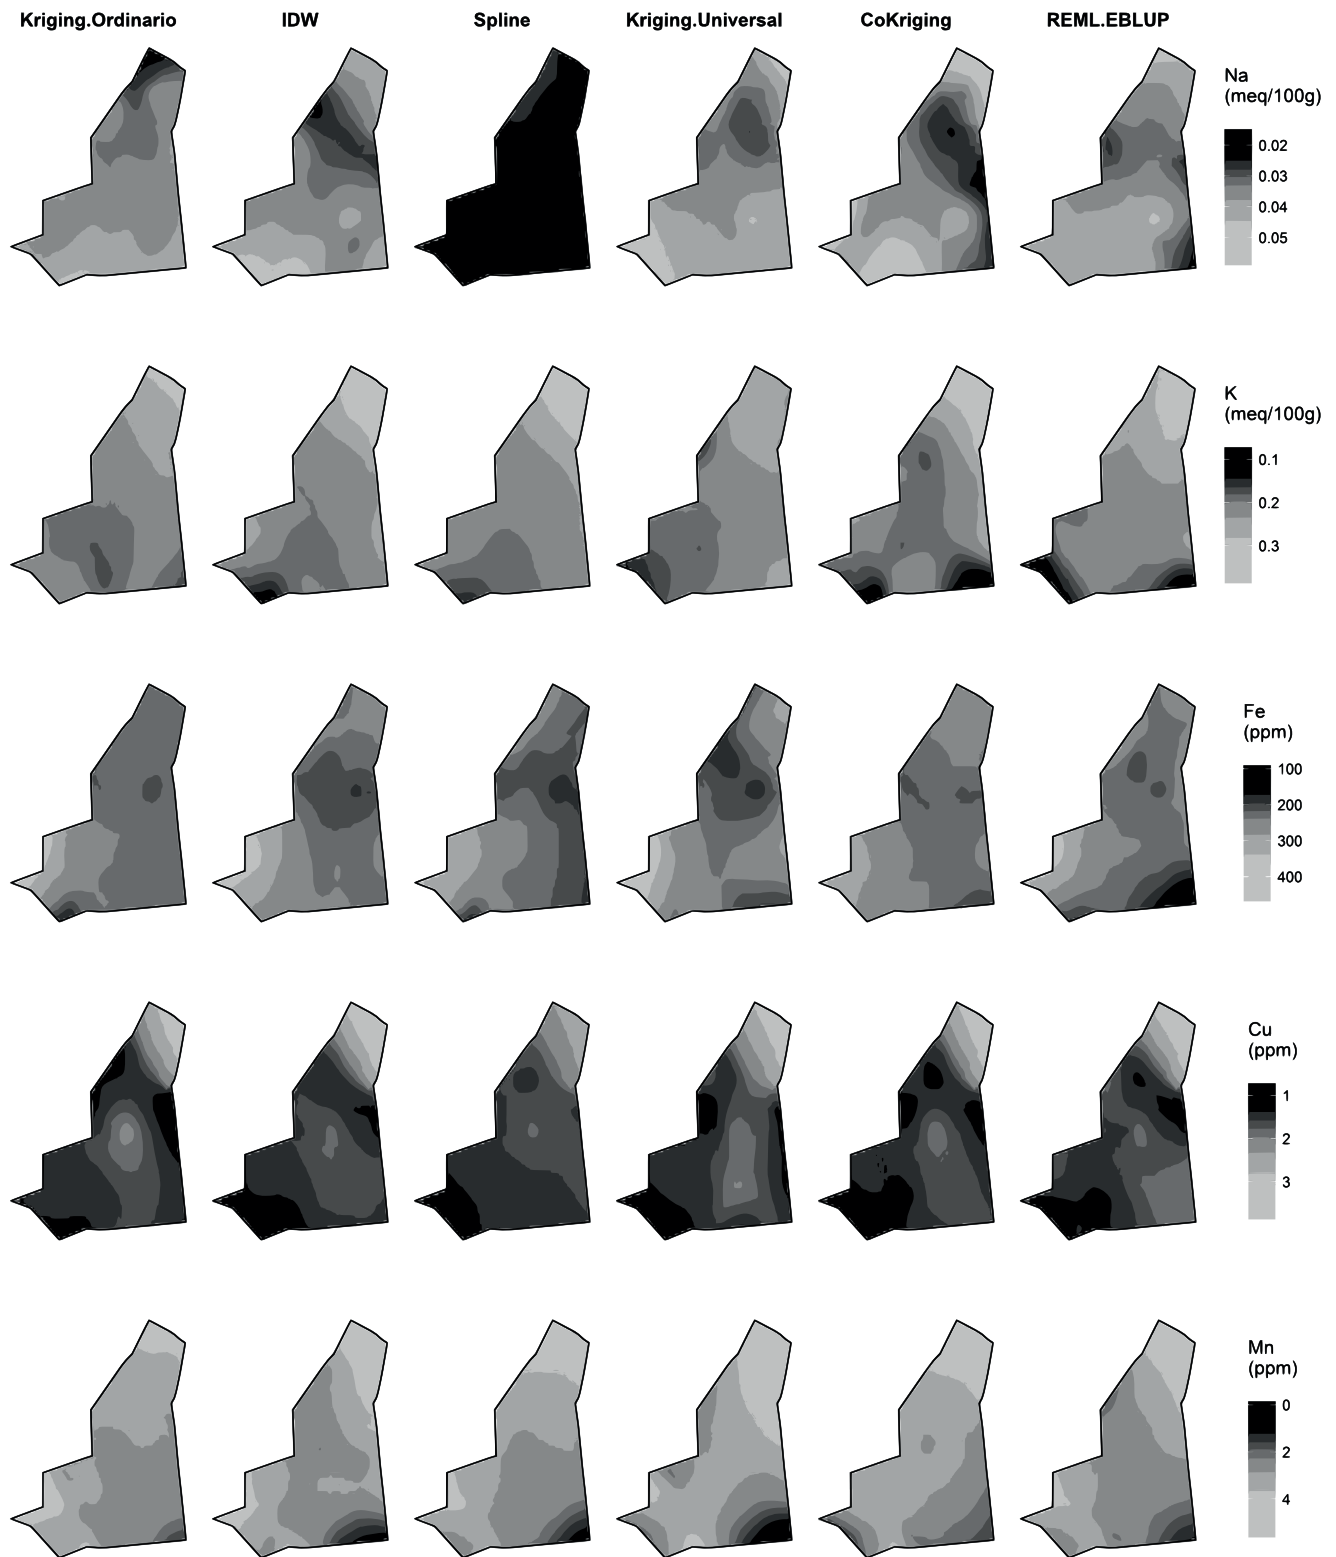 Kriging.Ordinario IDW Spline Kriging.Universal CoKriging REML.EBLUP
Na
(meq/100g)
0.02
0.03
0.04
0.05
K
(meq/100g)
0.1
0.2
0.3
Fe
(ppm)
100
200
300
400
Cu
(ppm)
1
2
3
Mn
(ppm)
0
2
4